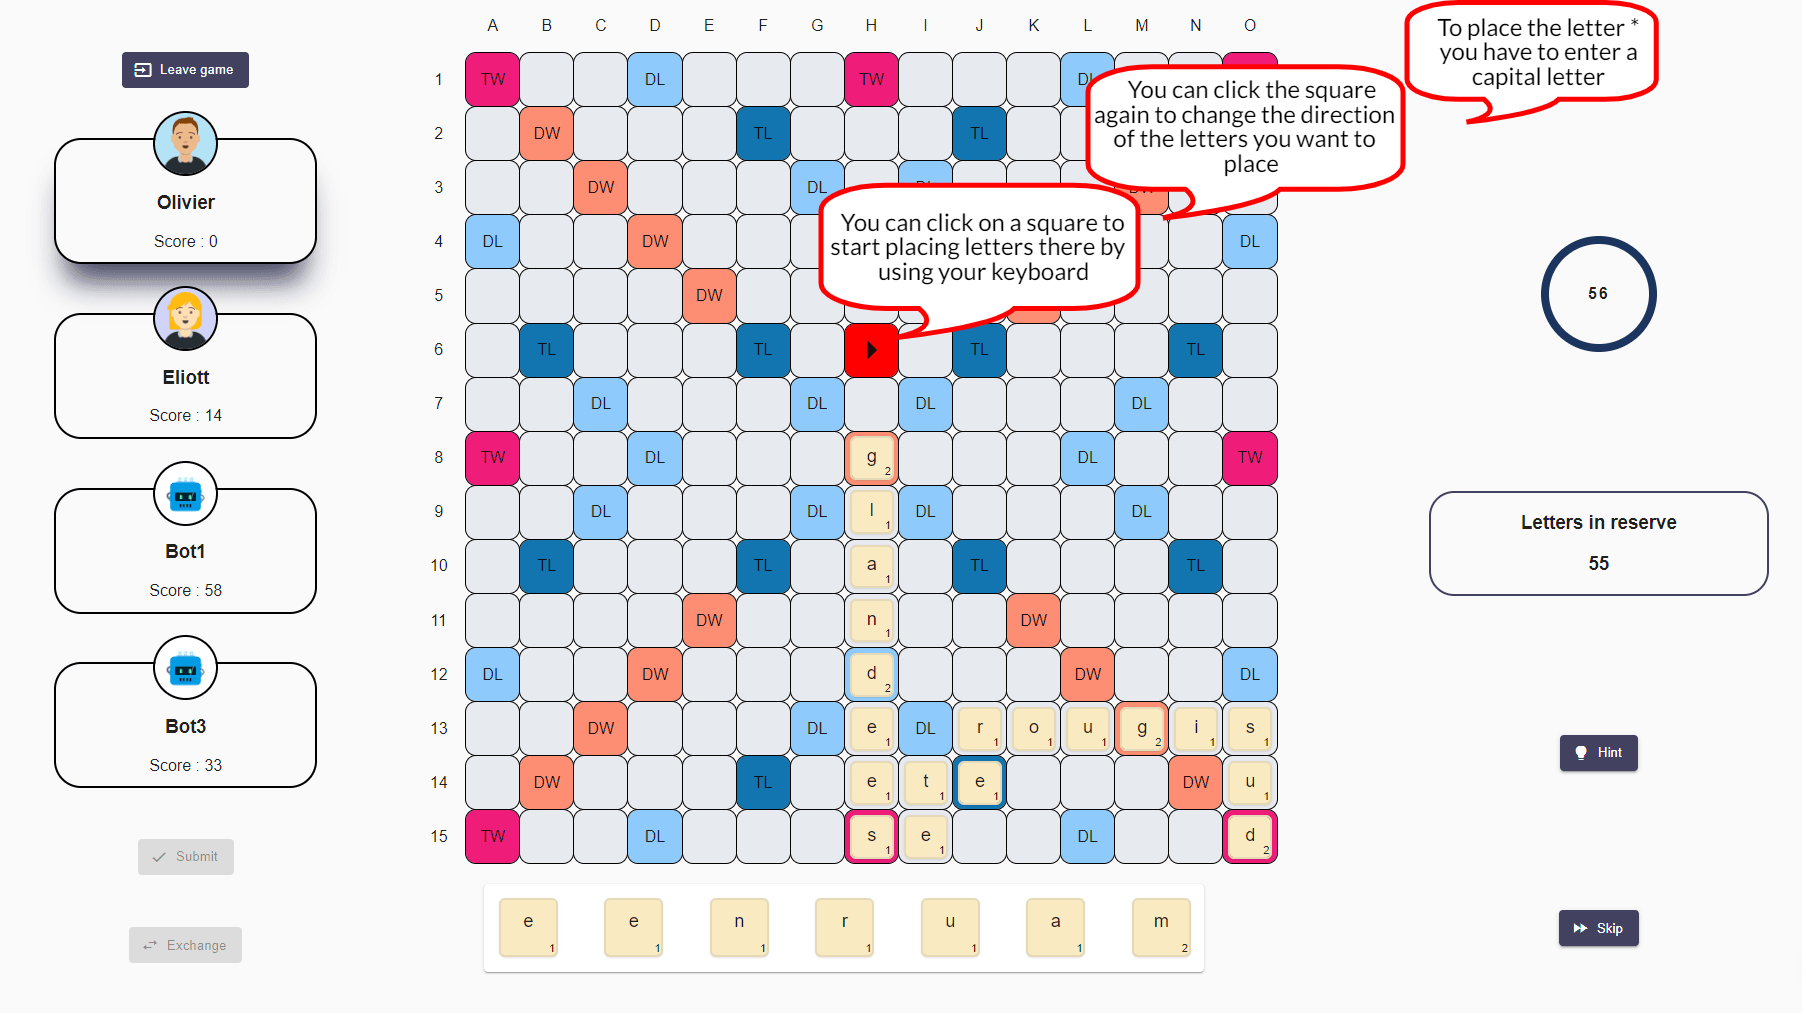 A B C D E F G H I J K L M N O
To place the letter *
you have to enter a
capital letter
Leave game
1 TW DL TW
You can click the square
again to change the direction
of the letters you want to
place
2 DW TL TL
Olivier
Score : 0
3 DW GL
You can click on a square to
start placing letters there by
using your keyboard
4 DL DW DL
5 DW
56
6 TL TL TL TL
Eliott
Score : 14
7 DL DL DL DL
8 TW DL g 2 DL TW
9 DL DL l 1 DL DL
Letters in reserve
55
Bot1
Score : 58
10 TL TL a 1 TL TL
11 DW n 1 DW
12 DL DW d 2 DW DL
13 DW DL e 1 DL r 1 o 1 u 1 g 2 i 1 s 1
Bot3
Score : 33
Hint
14 DW TL e 1 t 1 e 1 DW u 1
15 TW DL s 1 e 1 DL d 2
Submit
e 1 e 1 n 1 r 1 u 1 a 1 m 2
Exchange
Skip